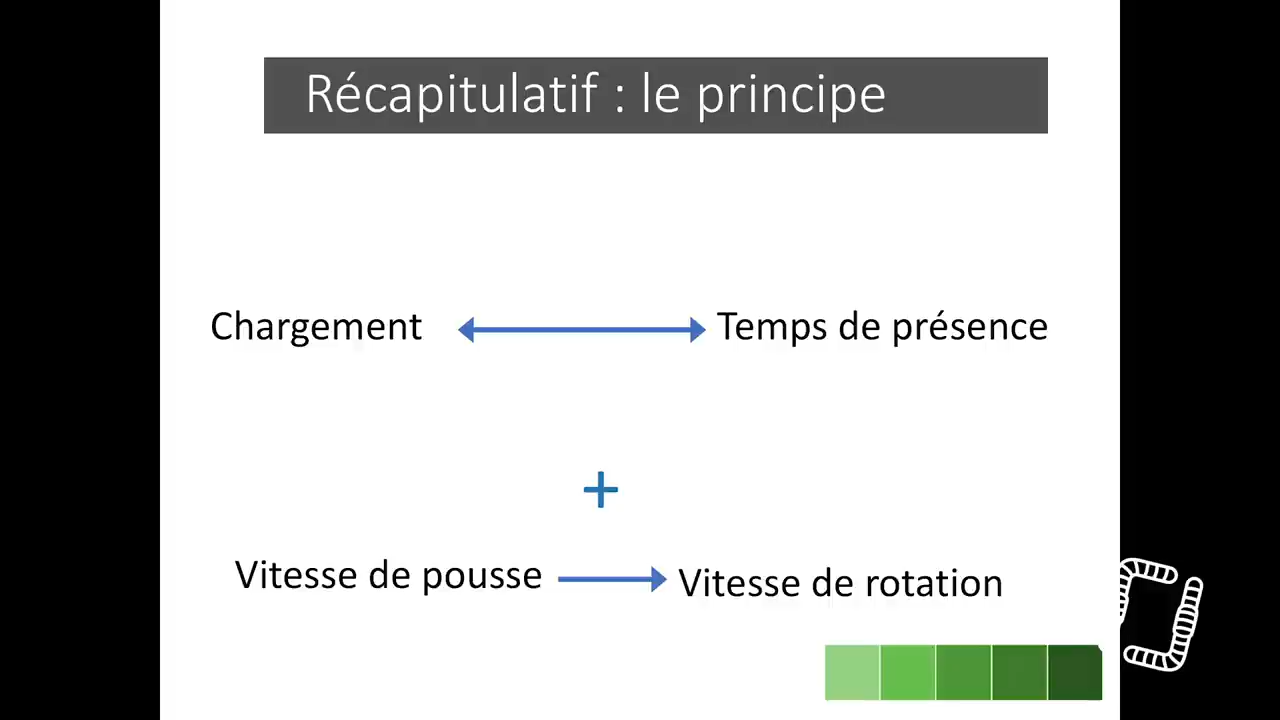 Récapitulatif : le principe
Chargement
Temps de présence
+
Vitesse de pousse
Vitesse de rotation